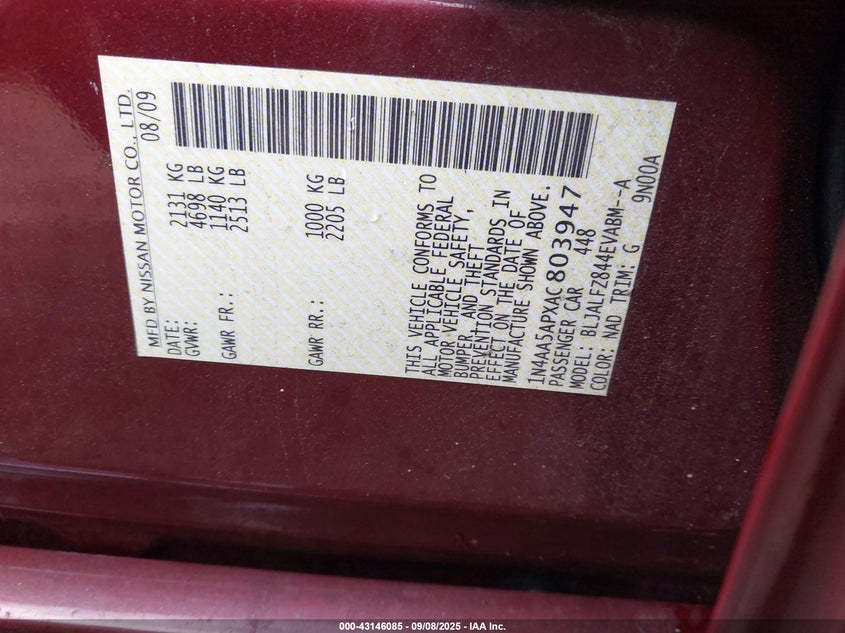 MFD BY NISSAN MOTOR CO., LTD.
DATE: 08/09
GVWR: 2131 KG
4698 LB
GAWR FR.: 1140 KG
2513 LB
GAWR RR.: 1000 KG
2205 LB
THIS VEHICLE CONFORMS TO
ALL APPLICABLE FEDERAL
MOTOR VEHICLE SAFETY,
BUMPER, AND THEFT
PREVENTION STANDARDS IN
EFFECT ON THE DATE OF
MANUFACTURE SHOWN ABOVE.
1N4AA5APXAC803947
PASSENGER CAR 448
MODEL: BLJALFZ844EVABM--A
COLOR: NAD TRIM: G 9N00A
000-43146085 - 09/08/2025 - IAA Inc.